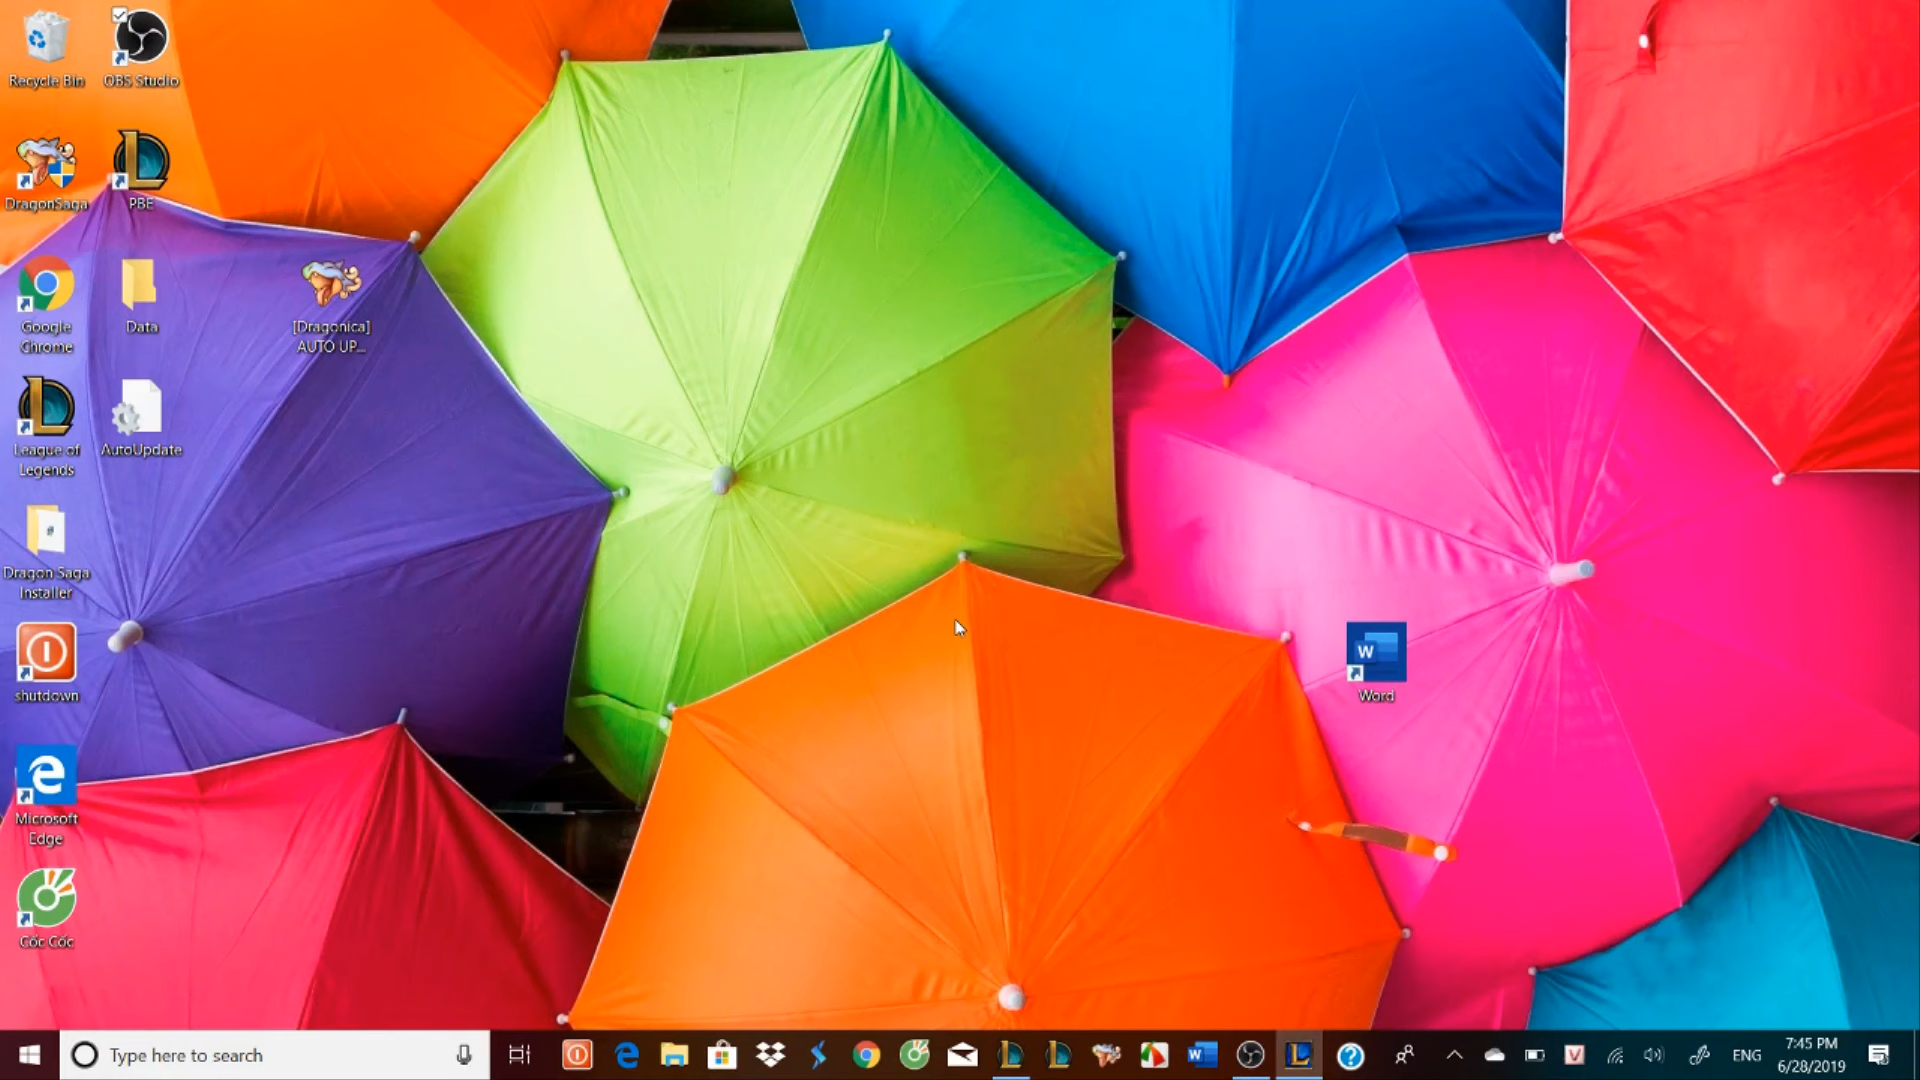 Recycle Bin
OBS Studio
DragonSaga
PBE
Google
Chrome
Data
[Dragonica]
AUTO UP...
League of
Legends
AutoUpdate
Dragon Saga
Installer
shutdown
Word
W
Microsoft
Edge
Cốc Cốc
Type here to search
ENG
7:45 PM
6/28/2019